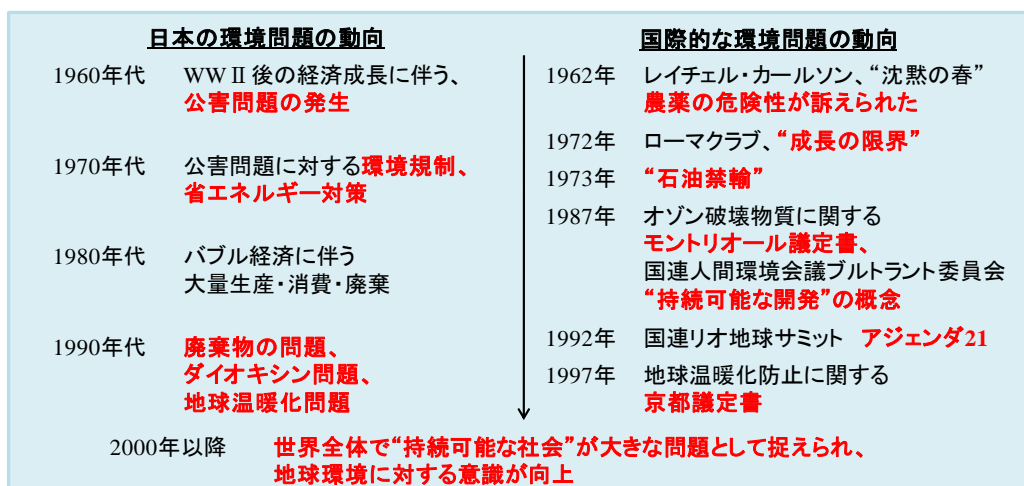 日本の環境問題の動向
1960年代 WWⅡ後の経済成長に伴う、
公害問題の発生
1970年代 公害問題に対する環境規制、
省エネルギー対策
1980年代 バブル経済に伴う
大量生産・消費・廃棄
1990年代 廃棄物の問題、
ダイオキシン問題、
地球温暖化問題
国際的な環境問題の動向
1962年 レイチェル・カールソン、“沈黙の春”
農薬の危険性が訴えられた
1972年 ローマクラブ、“成長の限界”
1973年 “石油禁輸”
1987年 オゾン破壊物質に関する
モントリオール議定書、
国連人間環境会議ブルトラント委員会
“持続可能な開発”の概念
1992年 国連リオ地球サミット アジェンダ21
1997年 地球温暖化防止に関する
京都議定書
2000年以降 世界全体で“持続可能な社会”が大きな問題として捉えられ、
地球環境に対する意識が向上